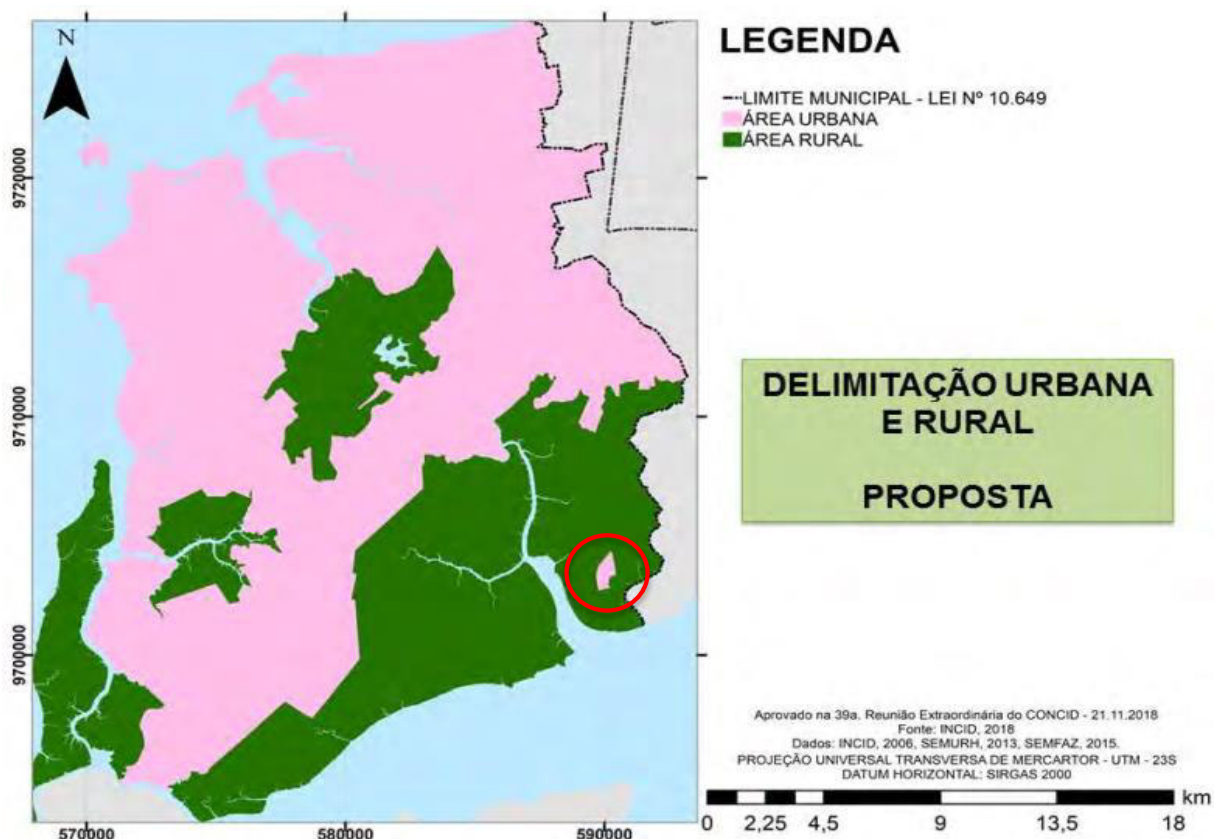 570000
580000
590000
N
9720000
9710000
9700000
LEGENDA
LIMITE MUNICIPAL - LEI Nº 10.649
ÁREA URBANA
ÁREA RURAL
DELIMITAÇÃO URBANA
E RURAL
PROPOSTA
Aprovado na 39a. Reunião Extraordinária do CONCID - 21.11.2018
Fonte: INCID, 2018
Dados: INCID, 2006, SEMURH, 2013, SEMFAZ, 2015.
PROJEÇÃO UNIVERSAL TRANSVERSA DE MERCARTOR - UTM - 23S
DATUM HORIZONTAL: SIRGAS 2000
km
0 2,25 4,5 9 13,5 18
570000 580000 590000